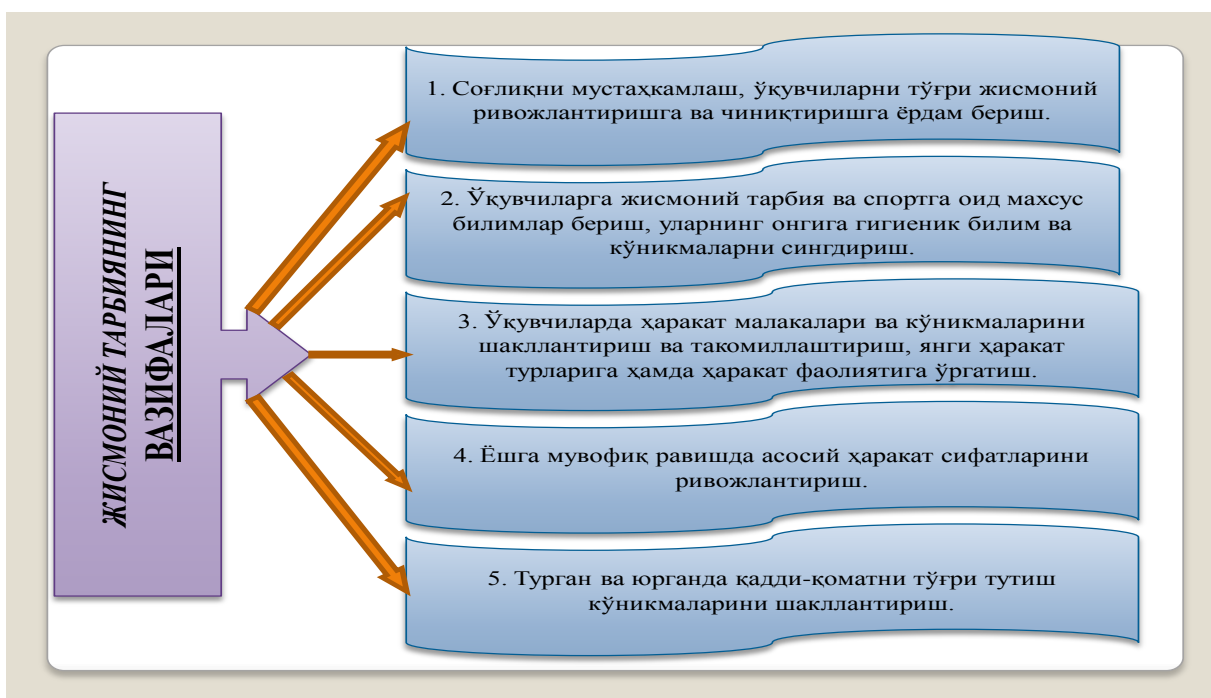 ЖИСМОНИЙ ТАРБИЯНИНГ
ВАЗИФАЛАРИ
1. Соғлиқни мустаҳкамлаш, ўқувчиларни тўғри жисмоний
ривожлантиришга ва чиниқтиришга ёрдам бериш.
2. Ўқувчиларга жисмоний тарбия ва спортга оид махсус
билимлар бериш, уларнинг онгига гигиеник билим ва
кўникмаларни сингдириш.
3. Ўқувчиларда ҳаракат малакалари ва кўникмаларини
шакллантириш ва такомиллаштириш, янги ҳаракат
турларига ҳамда ҳаракат фаолиятига ўргатиш.
4. Ёшга мувофиқ равишда асосий ҳаракат сифатларини
ривожлантириш.
5. Турган ва юрганда қадди-қоматни тўғри тутиш
кўникмаларини шакллантириш.